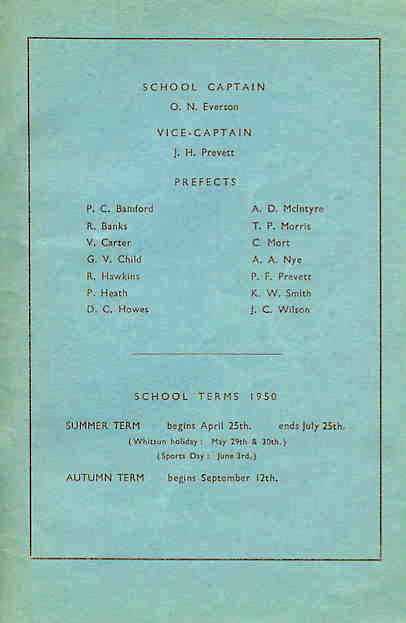 SCHOOL CAPTAIN
O. N. Everson
VICE-CAPTAIN
J. H. Prevett
PREFECTS
P. C. Bamford
R. Banks
V. Carter
G. V. Child
R. Hawkins
P. Heath
D. C. Howes
A. D. McIntyre
T. P. Morris
C. Mort
A. A. Nye
P. F. Prevett
K. W. Smith
J. C. Wilson
SCHOOL TERMS 1950
SUMMER TERM begins April 25th. ends July 25th.
(Whitsun holiday: May 29th & 30th.)
(Sports Day: June 3rd.)
AUTUMN TERM begins September 12th.